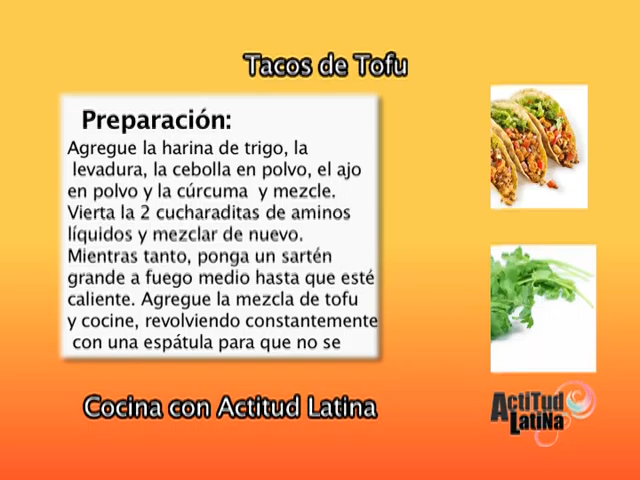 Tacos de Tofu
Preparación:
Agregue la harina de trigo, la
levadura, la cebolla en polvo, el ajo
en polvo y la cúrcuma y mezcle.
Vierta la 2 cucharaditas de aminos
líquidos y mezclar de nuevo.
Mientras tanto, ponga un sartén
grande a fuego medio hasta que esté
caliente. Agregue la mezcla de tofu
y cocine, revolviendo constantemente
con una espátula para que no se
Cocina con Actitud Latina
ActiTud
LatiNa